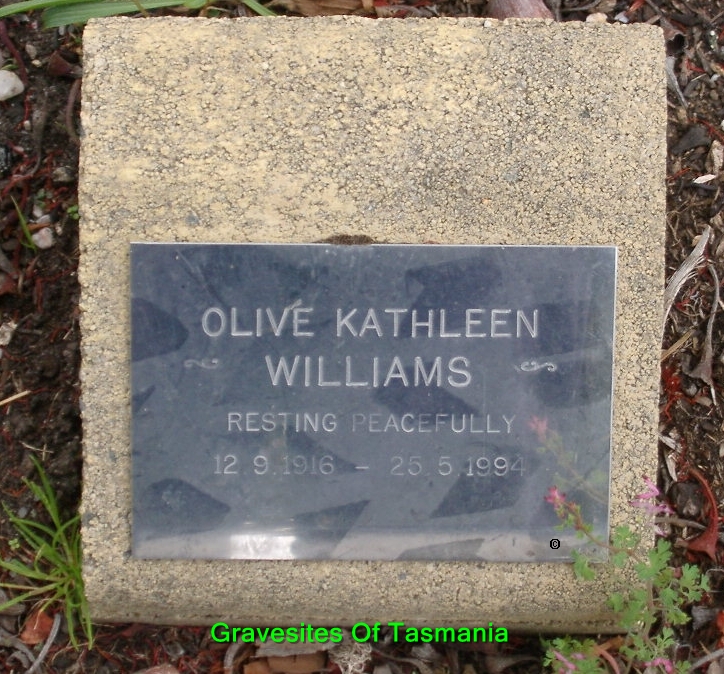 OLIVE KATHLEEN
WILLIAMS
RESTING PEACEFULLY
12.9.1916 – 25.5.1994
©
Gravesites Of Tasmania